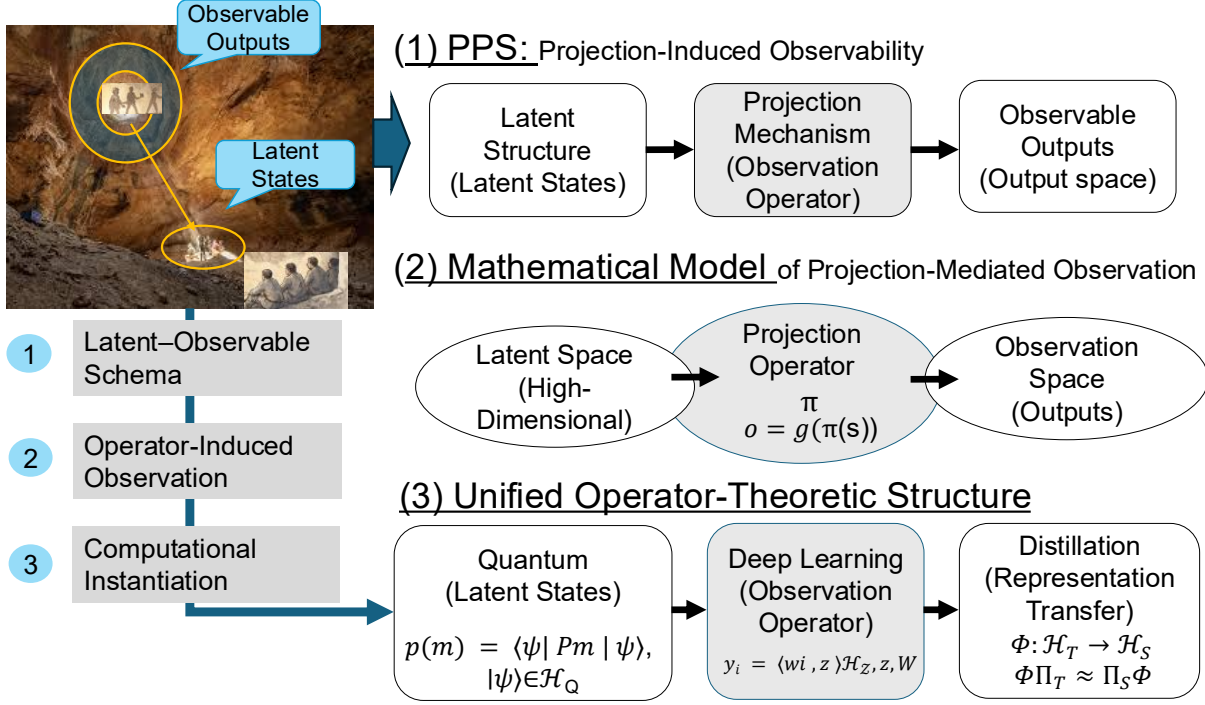 Observable
Outputs
Latent
States
(1) PPS: Projection-Induced Observability
Latent
Structure
(Latent States)
Projection
Mechanism
(Observation
Operator)
Observable
Outputs
(Output space)
(2) Mathematical Model of Projection-Mediated Observation
Latent Space
(High-
Dimensional)
Projection
Operator
π
o = g(π(s))
Observation
Space
(Outputs)
1
Latent–Observable
Schema
2
Operator-Induced
Observation
3
Computational
Instantiation
(3) Unified Operator-Theoretic Structure
Quantum
(Latent States)
p(m) = ⟨ψ| Pm | ψ⟩,
|ψ⟩∈ℋQ
Deep Learning
(Observation
Operator)
yᵢ = ⟨wi , z ⟩ℋZ, z, W
Distillation
(Representation
Transfer)
Φ: ℋT → ℋS
ΦΠT ≈ ΠSΦ